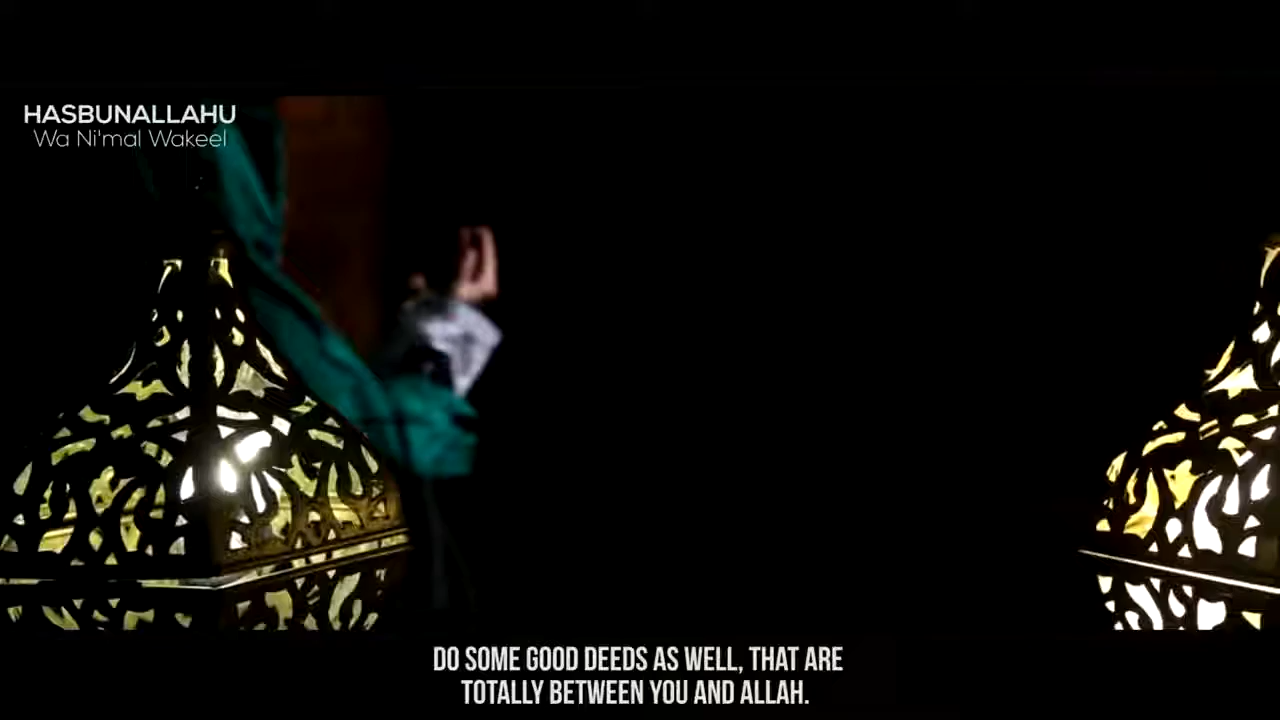 HASBUNALLAHU
Wa Ni'mal Wakeel
DO SOME GOOD DEEDS AS WELL, THAT ARE
TOTALLY BETWEEN YOU AND ALLAH.